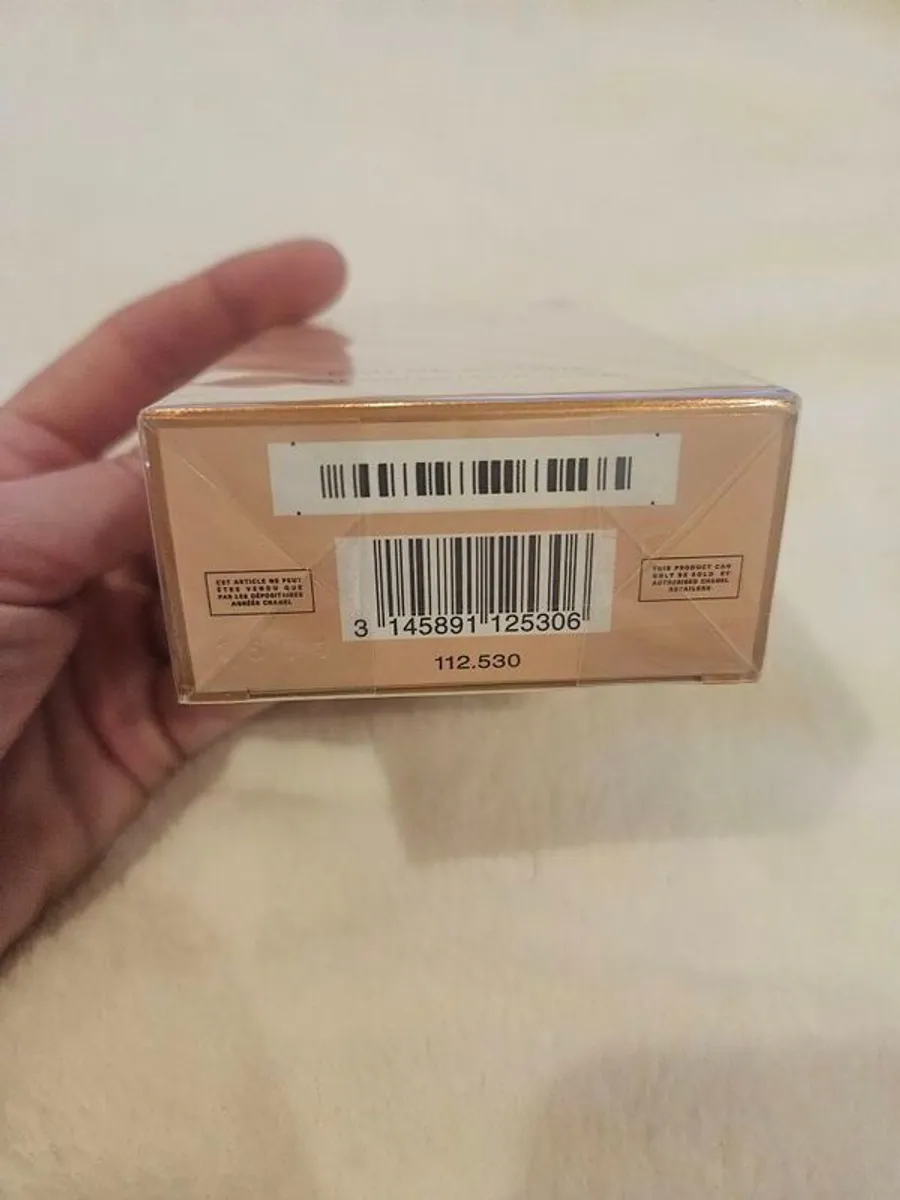 CET ARTICLE NE PEUT
ETRE VENDU QUE
PAR LES DÉPOSITAIRES
AGRÉÉS CHANEL
THIS PRODUCT CAN
ONLY BE SOLD BY
AUTHORISED CHANEL
RETAILERS
3 145891 125306
112.530